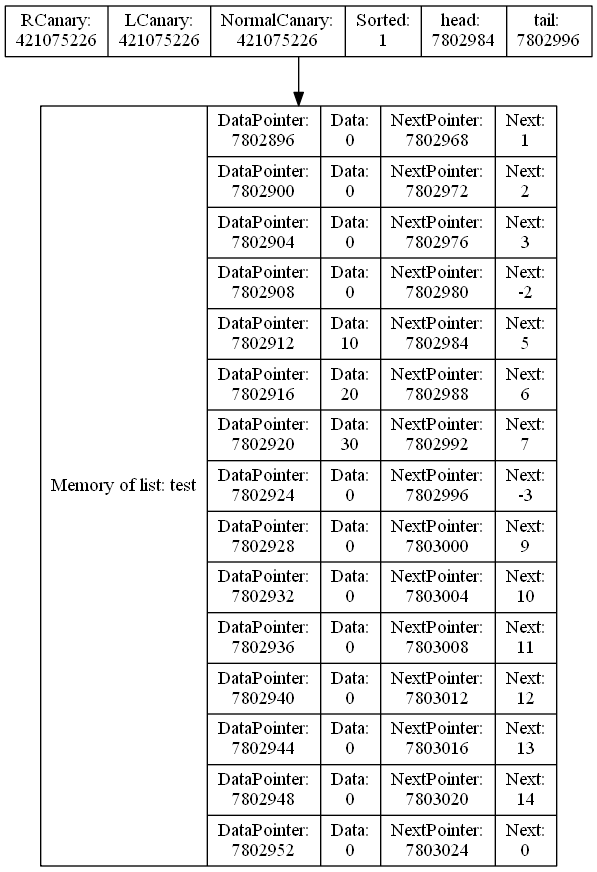 RCanary:
421075226
LCanary:
421075226
NormalCanary:
421075226
Sorted:
1
head:
7802984
tail:
7802996
Memory of list: test
DataPointer:
7802896
Data:
0
NextPointer:
7802968
Next:
1
DataPointer:
7802900
Data:
0
NextPointer:
7802972
Next:
2
DataPointer:
7802904
Data:
0
NextPointer:
7802976
Next:
3
DataPointer:
7802908
Data:
0
NextPointer:
7802980
Next:
-2
DataPointer:
7802912
Data:
10
NextPointer:
7802984
Next:
5
DataPointer:
7802916
Data:
20
NextPointer:
7802988
Next:
6
DataPointer:
7802920
Data:
30
NextPointer:
7802992
Next:
7
DataPointer:
7802924
Data:
0
NextPointer:
7802996
Next:
-3
DataPointer:
7802928
Data:
0
NextPointer:
7803000
Next:
9
DataPointer:
7802932
Data:
0
NextPointer:
7803004
Next:
10
DataPointer:
7802936
Data:
0
NextPointer:
7803008
Next:
11
DataPointer:
7802940
Data:
0
NextPointer:
7803012
Next:
12
DataPointer:
7802944
Data:
0
NextPointer:
7803016
Next:
13
DataPointer:
7802948
Data:
0
NextPointer:
7803020
Next:
14
DataPointer:
7802952
Data:
0
NextPointer:
7803024
Next:
0